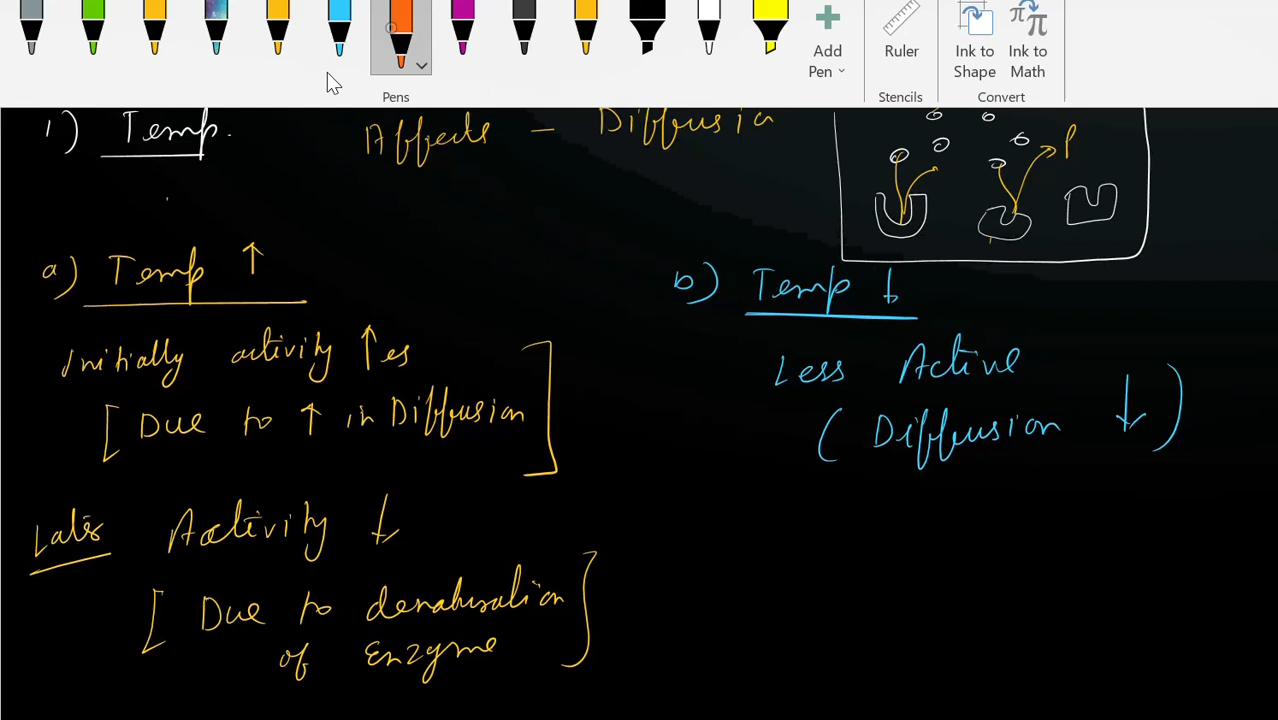 Add
Pen
Ruler
Ink to
Shape
Ink to
Math
Pens
Stencils
Convert
1) Temp.
Affects - Diffusion
P
a) Temp ↑
Initially activity ↑es
[Due to ↑ in Diffusion]
Later Activity ↓
[Due to denaturation
of Enzyme]
b) Temp ↓
Less Active
(Diffusion ↓)